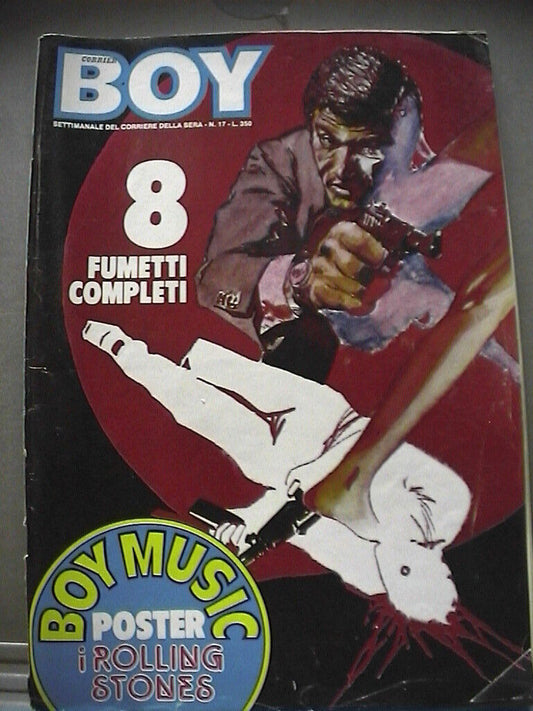 CORRIER
BOY
SETTIMANALE DEL CORRIERE DELLA SERA - N. 17 - L. 350
8
FUMETTI
COMPLETI
BOY MUSIC
POSTER
i ROLLING
STONES